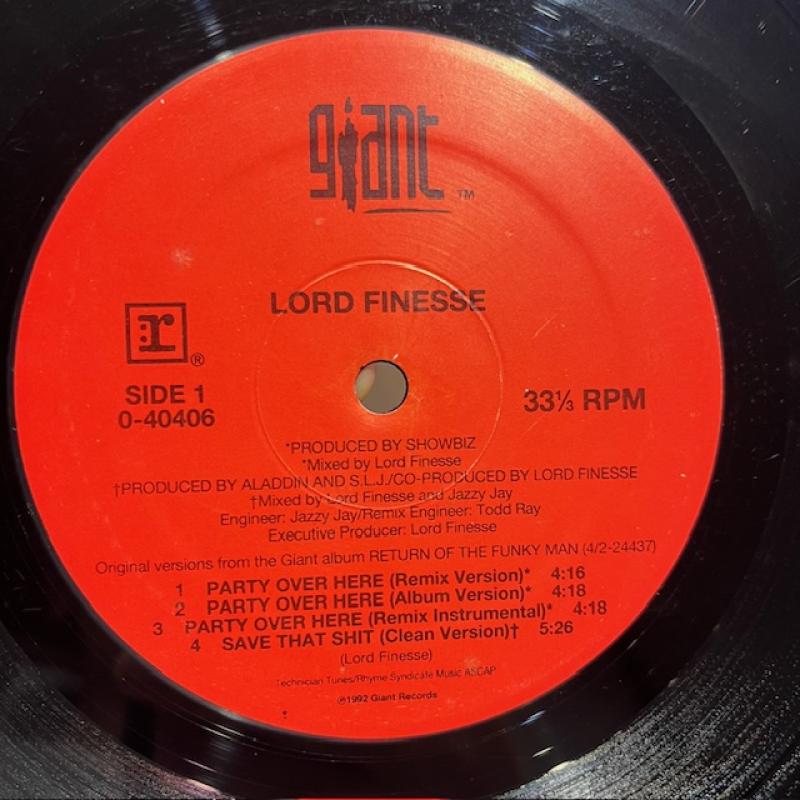 giant TM
LORD FINESSE
r ®
SIDE 1
0-40406
33⅓ RPM
*PRODUCED BY SHOWBIZ
*Mixed by Lord Finesse
†PRODUCED BY ALADDIN AND S.L.J./CO-PRODUCED BY LORD FINESSE
†Mixed by Lord Finesse and Jazzy Jay
Engineer: Jazzy Jay/Remix Engineer: Todd Ray
Executive Producer: Lord Finesse
Original versions from the Giant album RETURN OF THE FUNKY MAN (4/2-24437)
1 PARTY OVER HERE (Remix Version)* 4:16
2 PARTY OVER HERE (Album Version)* 4:18
3 PARTY OVER HERE (Remix Instrumental)* 4:18
4 SAVE THAT SHIT (Clean Version)† 5:26
(Lord Finesse)
Technician Tunes/Rhyme Syndicate Music ASCAP
℗1992 Giant Records